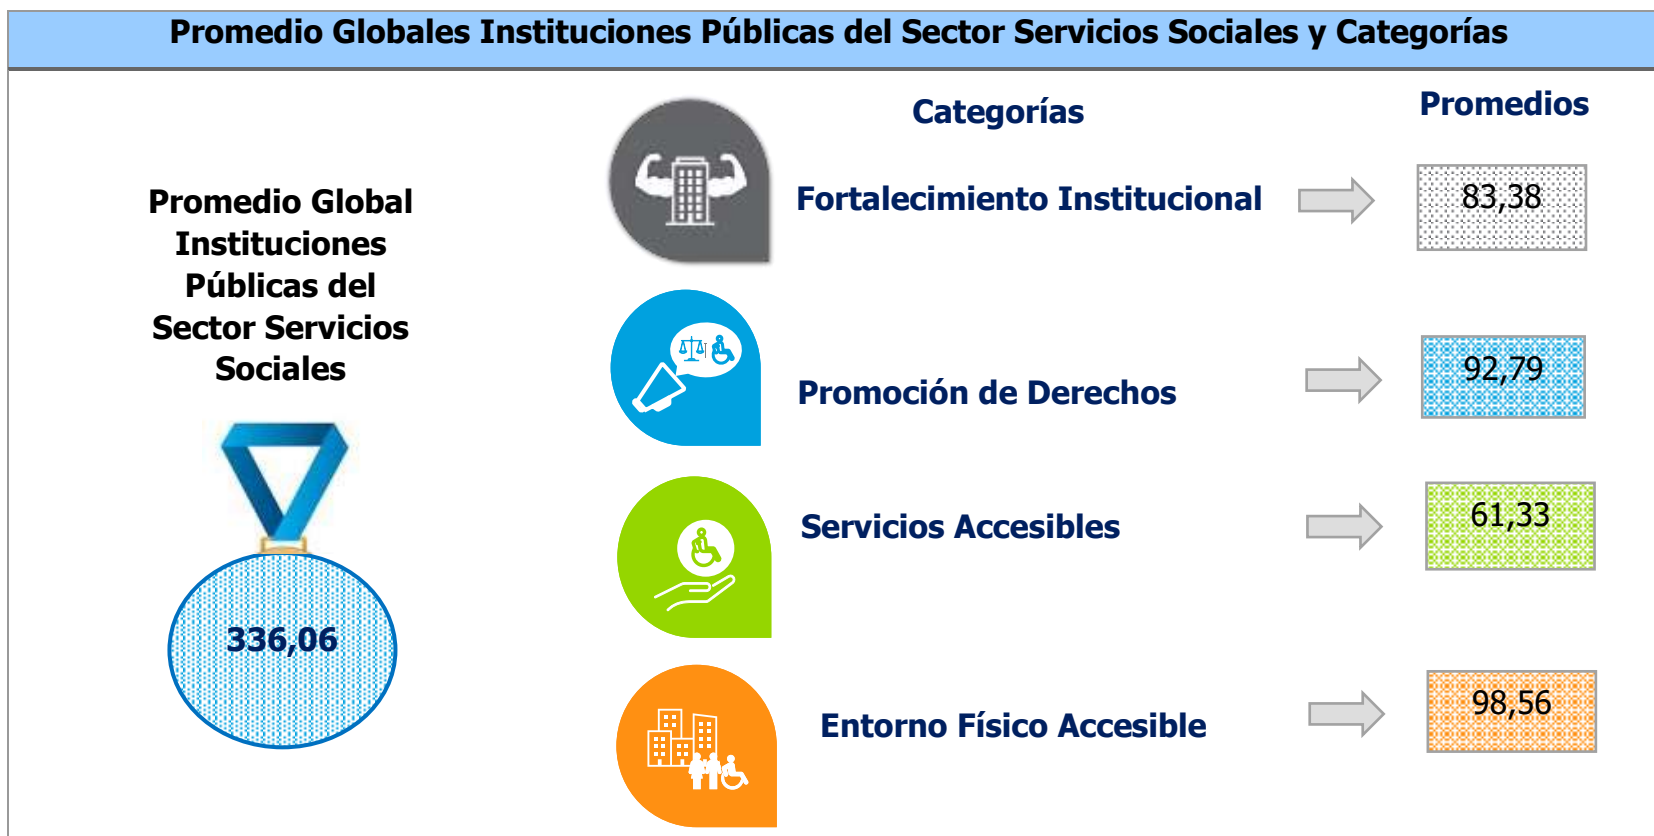 Promedio Globales Instituciones Públicas del Sector Servicios Sociales y Categorías
Promedio Global
Instituciones
Públicas del
Sector Servicios
Sociales
336,06
Categorías
Promedios
Fortalecimiento Institucional
83,38
Promoción de Derechos
92,79
Servicios Accesibles
61,33
Entorno Físico Accesible
98,56